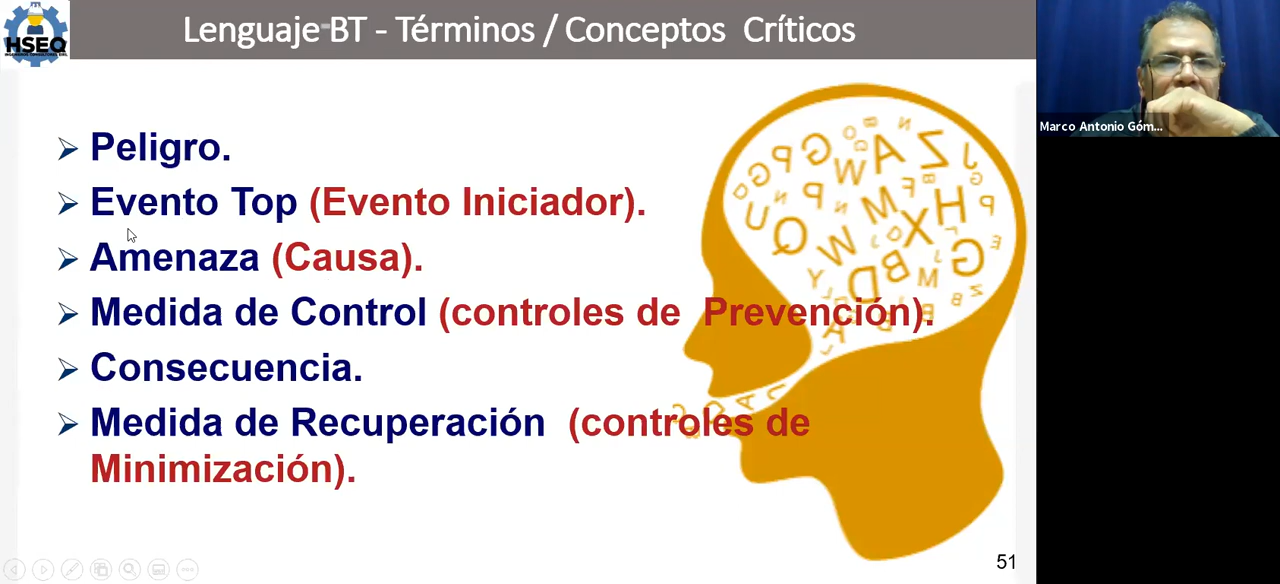 HSEQ
Lenguaje BT - Términos / Conceptos Críticos
Marco Antonio Góm...
Peligro.
Evento Top (Evento Iniciador).
Amenaza (Causa).
Medida de Control (controles de Prevención).
Consecuencia.
Medida de Recuperación (controles de
Minimización).
51